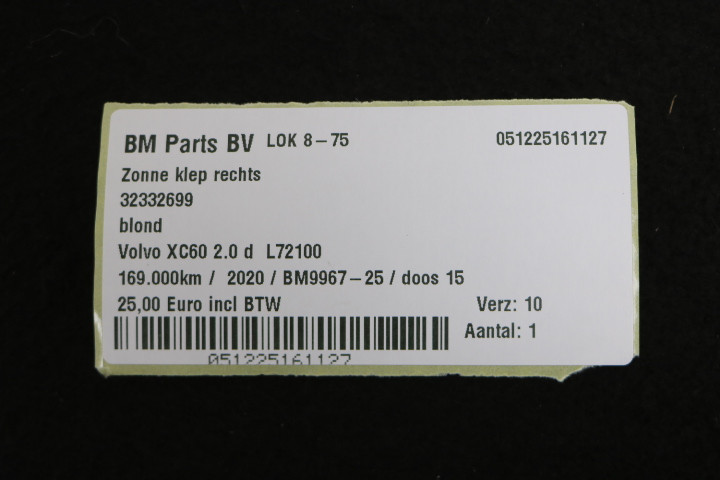 BM Parts BV LOK 8-75 051225161127
Zonne klep rechts
32332699
blond
Volvo XC60 2.0 d L72100
169.000km / 2020 / BM9967-25 / doos 15
25,00 Euro incl BTW Verz: 10
Aantal: 1
051225161127